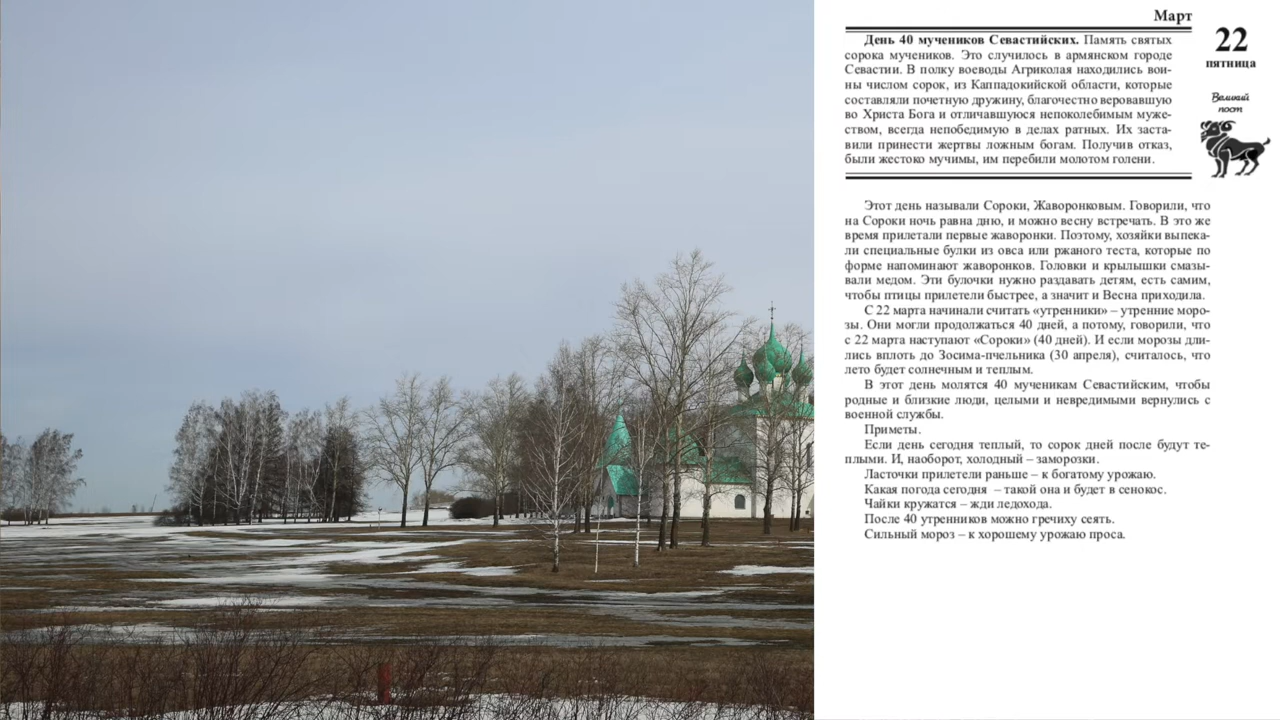 Март
22
пятница
Великий
пост
День 40 мучеников Севастийских. Память святых
сорока мучеников. Это случилось в армянском городе
Севастии. В полку воеводы Агриколая находились вои-
ны числом сорок, из Каппадокийской области, которые
составляли почетную дружину, благочестно веровавшую
во Христа Бога и отличавшуюся непоколебимым муже-
ством, всегда непобедимую в делах ратных. Их заста-
вили принести жертвы ложным богам. Получив отказ,
были жестоко мучимы, им перебили молотом голени.
Этот день называли Сороки, Жаворонковым. Говорили, что
на Сороки ночь равна дню, и можно весну встречать. В это же
время прилетали первые жаворонки. Поэтому, хозяйки выпека-
ли специальные булки из овса или ржаного теста, которые по
форме напоминают жаворонков. Головки и крылышки смазы-
вали медом. Эти булочки нужно раздавать детям, есть самим,
чтобы птицы прилетели быстрее, а значит и Весна приходила.
С 22 марта начинали считать «утренники» – утренние моро-
зы. Они могли продолжаться 40 дней, а потому, говорили, что
с 22 марта наступают «Сороки» (40 дней). И если морозы дли-
лись вплоть до Зосима-пчельника (30 апреля), считалось, что
лето будет солнечным и теплым.
В этот день молятся 40 мученикам Севастийским, чтобы
родные и близкие люди, целыми и невредимыми вернулись с
военной службы.
Приметы.
Если день сегодня теплый, то сорок дней после будут те-
плыми. И, наоборот, холодный – заморозки.
Ласточки прилетели раньше – к богатому урожаю.
Какая погода сегодня – такой она и будет в сенокос.
Чайки кружатся – жди ледохода.
После 40 утренников можно гречиху сеять.
Сильный мороз – к хорошему урожаю проса.